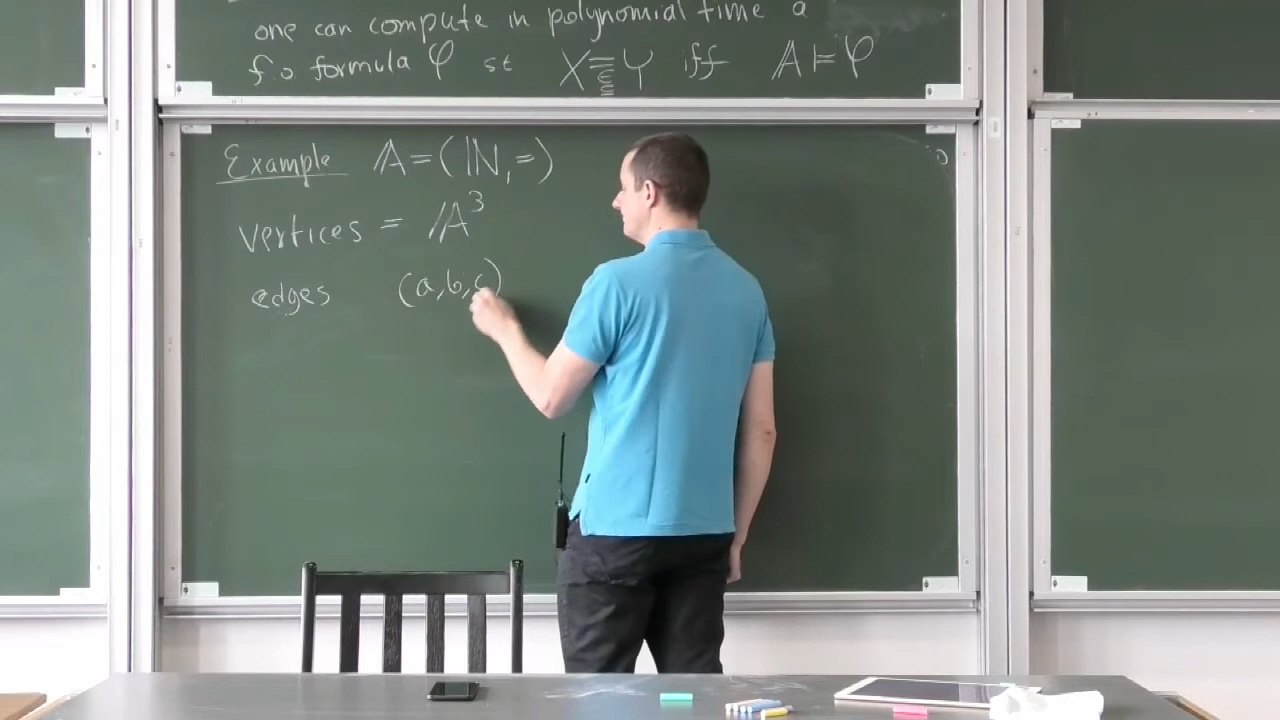 one can compute in polynomial time a
f.o formula φ st X ≡ Y iff 𝔸 ⊨ φ
Example 𝔸 = (ℕ, =)
vertices = 𝔸³
edges (a,b,c)